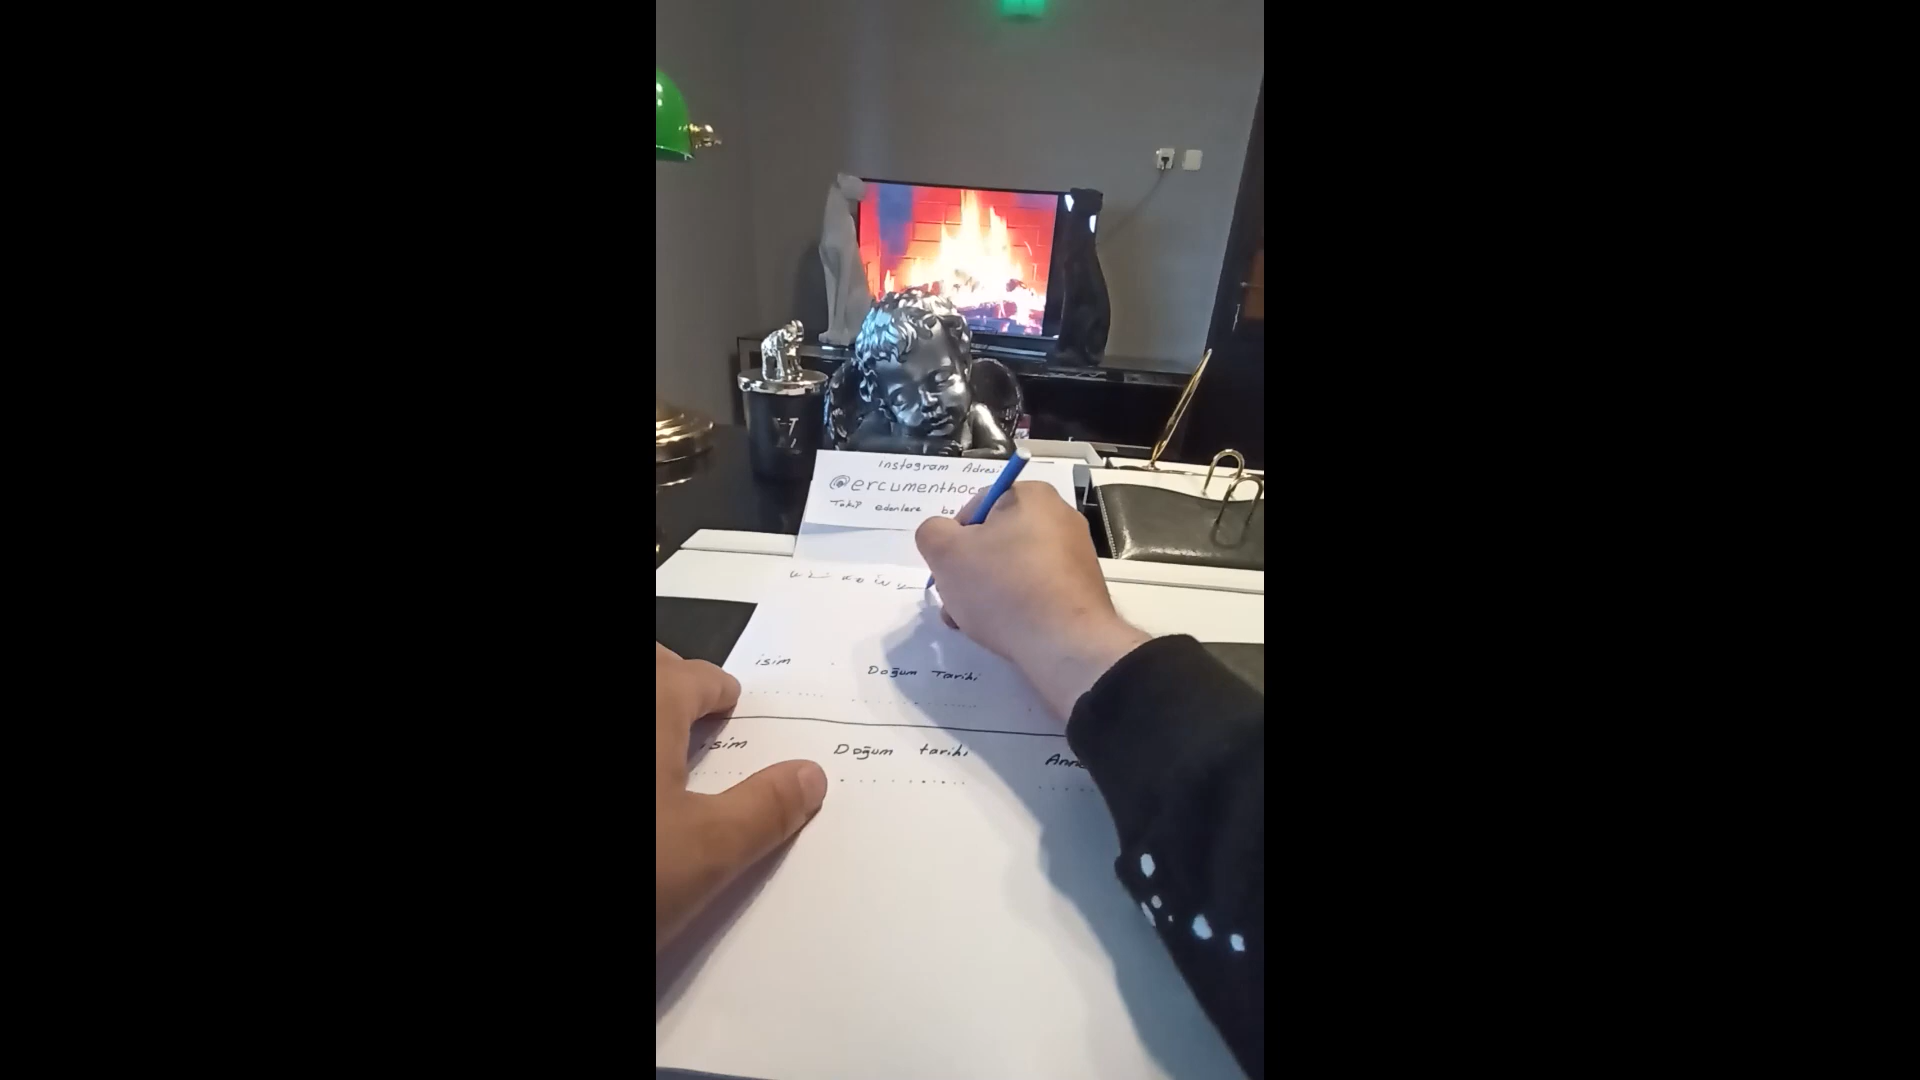 instagram Adresi
@ercumenthoc
Takip edenlere
isim Doğum Tarihi
isim Doğum tarihi Anne